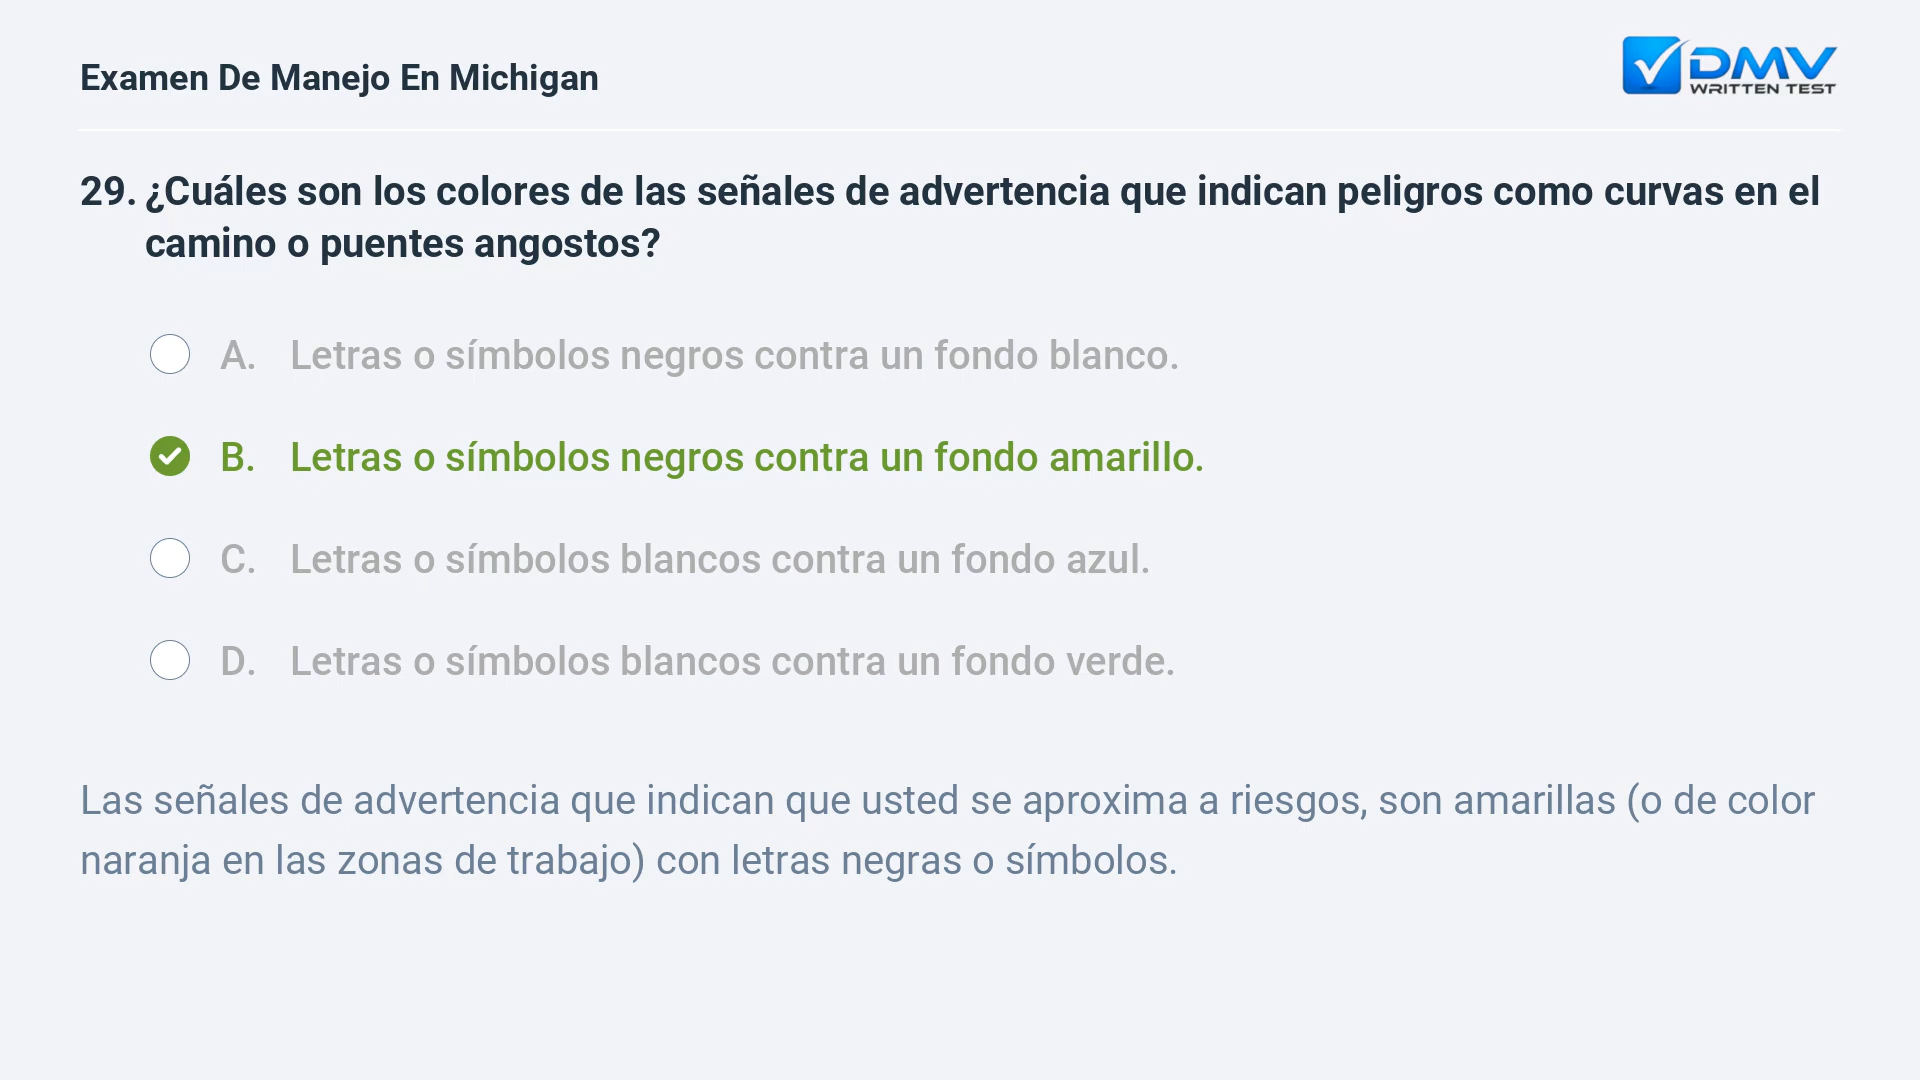 Examen De Manejo En Michigan
DMV
WRITTEN TEST
29. ¿Cuáles son los colores de las señales de advertencia que indican peligros como curvas en el
camino o puentes angostos?
A. Letras o símbolos negros contra un fondo blanco.
B. Letras o símbolos negros contra un fondo amarillo.
C. Letras o símbolos blancos contra un fondo azul.
D. Letras o símbolos blancos contra un fondo verde.
Las señales de advertencia que indican que usted se aproxima a riesgos, son amarillas (o de color
naranja en las zonas de trabajo) con letras negras o símbolos.